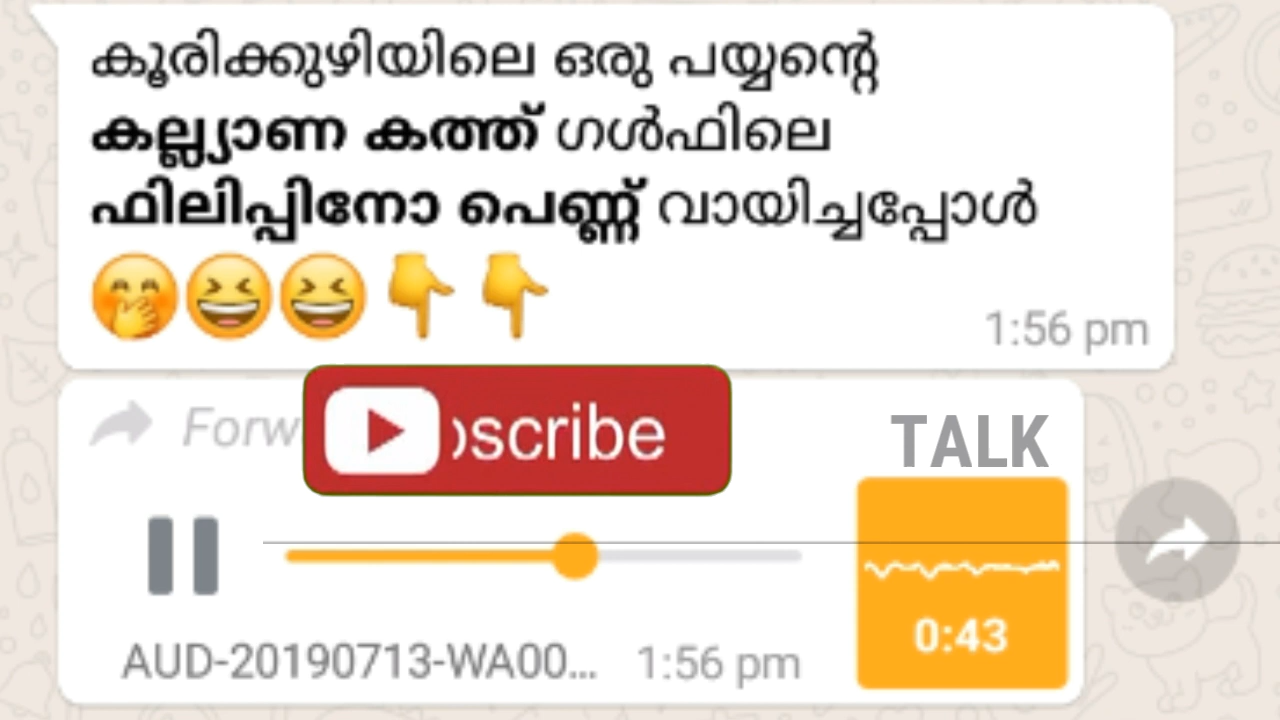 കൂരിക്കുഴിയിലെ ഒരു പയ്യന്റെ
കല്ല്യാണ കത്ത് ഗൾഫിലെ
ഫിലിപ്പിനോ പെണ്ണ് വായിച്ചപ്പോൾ
🤭😆😆👇👇
1:56 pm
Forw
scribe
TALK
0:43
AUD-20190713-WA00... 1:56 pm